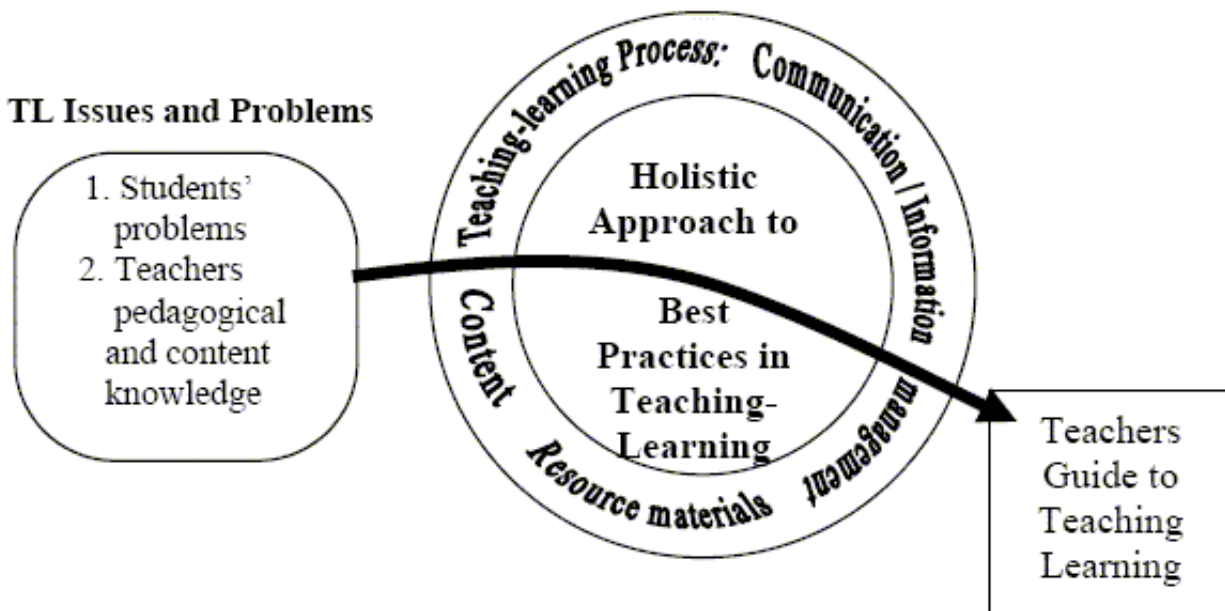 TL Issues and Problems
1. Students’
problems
2. Teachers
pedagogical
and content
knowledge
Teaching-learning Process: Communication / Information
management
Resource materials
Content
Holistic
Approach to
Best
Practices in
Teaching-
Learning
Teachers
Guide to
Teaching
Learning